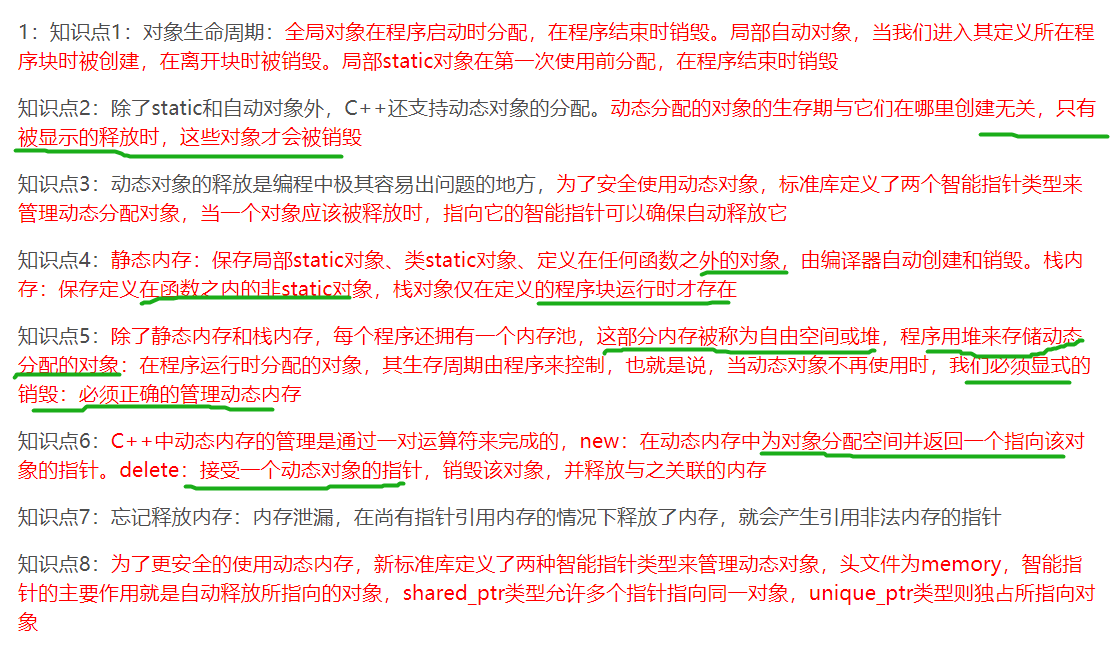 1：知识点1：对象生命周期：全局对象在程序启动时分配，在程序结束时销毁。局部自动对象，当我们进入其定义所在程
序块时被创建，在离开块时被销毁。局部static对象在第一次使用前分配，在程序结束时销毁
知识点2：除了static和自动对象外，C++还支持动态对象的分配。动态分配的对象的生存期与它们在哪里创建无关，只有
被显示的释放时，这些对象才会被销毁
知识点3：动态对象的释放是编程中极其容易出问题的地方，为了安全使用动态对象，标准库定义了两个智能指针类型来
管理动态分配对象，当一个对象应该被释放时，指向它的智能指针可以确保自动释放它
知识点4：静态内存：保存局部static对象、类static对象、定义在任何函数之外的对象，由编译器自动创建和销毁。栈内
存：保存定义在函数之内的非static对象，栈对象仅在定义的程序块运行时才存在
知识点5：除了静态内存和栈内存，每个程序还拥有一个内存池，这部分内存被称为自由空间或堆，程序用堆来存储动态
分配的对象：在程序运行时分配的对象，其生存周期由程序来控制，也就是说，当动态对象不再使用时，我们必须显式的
销毁：必须正确的管理动态内存
知识点6：C++中动态内存的管理是通过一对运算符来完成的，new：在动态内存中为对象分配空间并返回一个指向该对
象的指针。delete：接受一个动态对象的指针，销毁该对象，并释放与之关联的内存
知识点7：忘记释放内存：内存泄漏，在尚有指针引用内存的情况下释放了内存，就会产生引用非法内存的指针
知识点8：为了更安全的使用动态内存，新标准库定义了两种智能指针类型来管理动态对象，头文件为memory，智能指
针的主要作用就是自动释放所指向的对象，shared_ptr类型允许多个指针指向同一对象，unique_ptr类型则独占所指向对
象